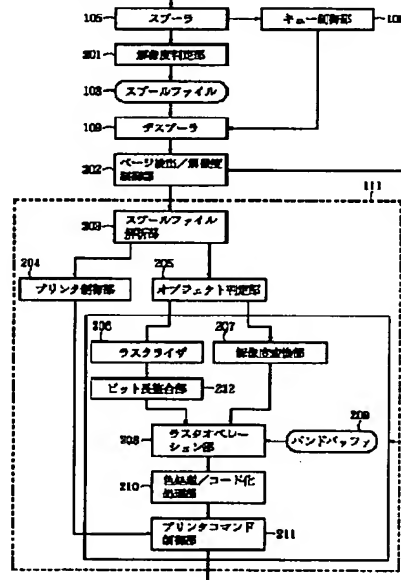 105
スプーラ
キュー制御部
201
解像度判定部
108
スプールファイル
109
デスプーラ
202
ページ検出/解像度
制御部
111
203
スプールファイル
解析部
204
プリンタ制御部
205
オブジェクト判定部
206
ラスタライザ
207
解像度変換部
ビット長整合部
212
208
ラスタオペレー
ション部
209
バンドバッファ
210
色処理/コード化
処理部
プリンタコマンド
制御部
211